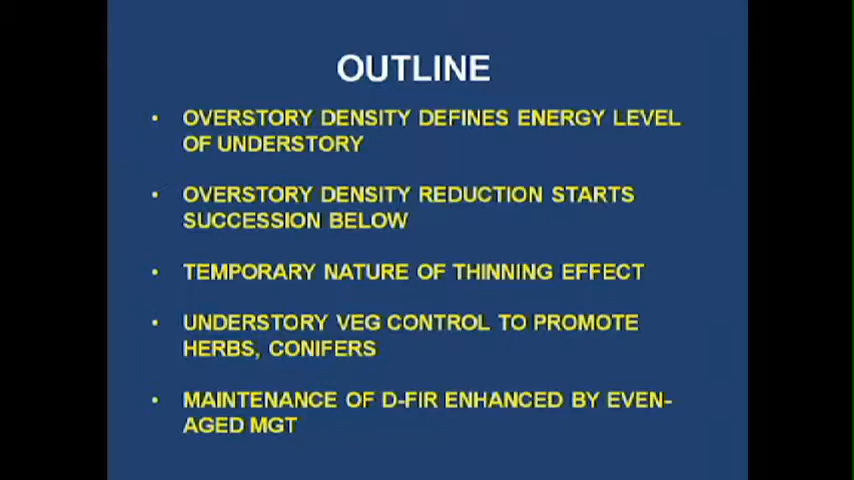 OUTLINE
• OVERSTORY DENSITY DEFINES ENERGY LEVEL
OF UNDERSTORY
• OVERSTORY DENSITY REDUCTION STARTS
SUCCESSION BELOW
• TEMPORARY NATURE OF THINNING EFFECT
• UNDERSTORY VEG CONTROL TO PROMOTE
HERBS, CONIFERS
• MAINTENANCE OF D-FIR ENHANCED BY EVEN-
AGED MGT